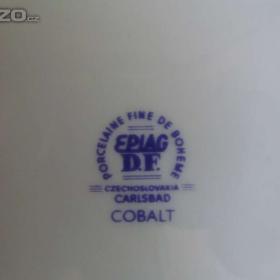 ZO.cz
PORCELAINE FINE DE BOHEME
EPIAG
D.F.
CZECHOSLOVAKIA
CARLSBAD
COBALT